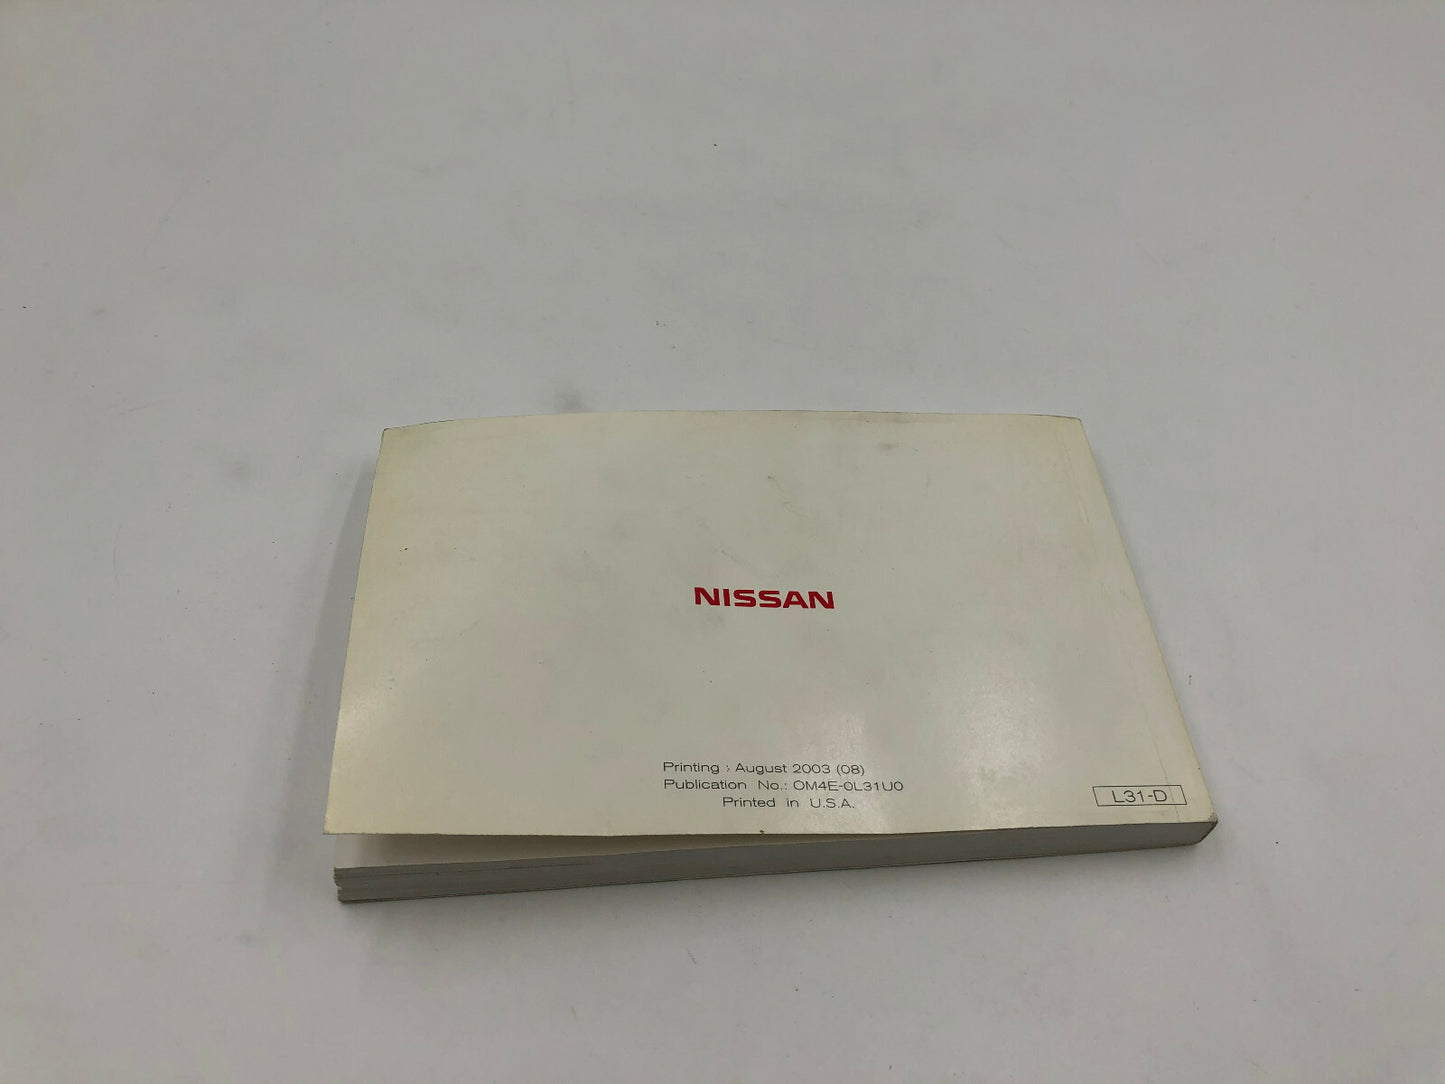 NISSAN
Printing : August 2003 (08)
Publication No.: OM4E-0L31U0
Printed in U.S.A.
L31-D